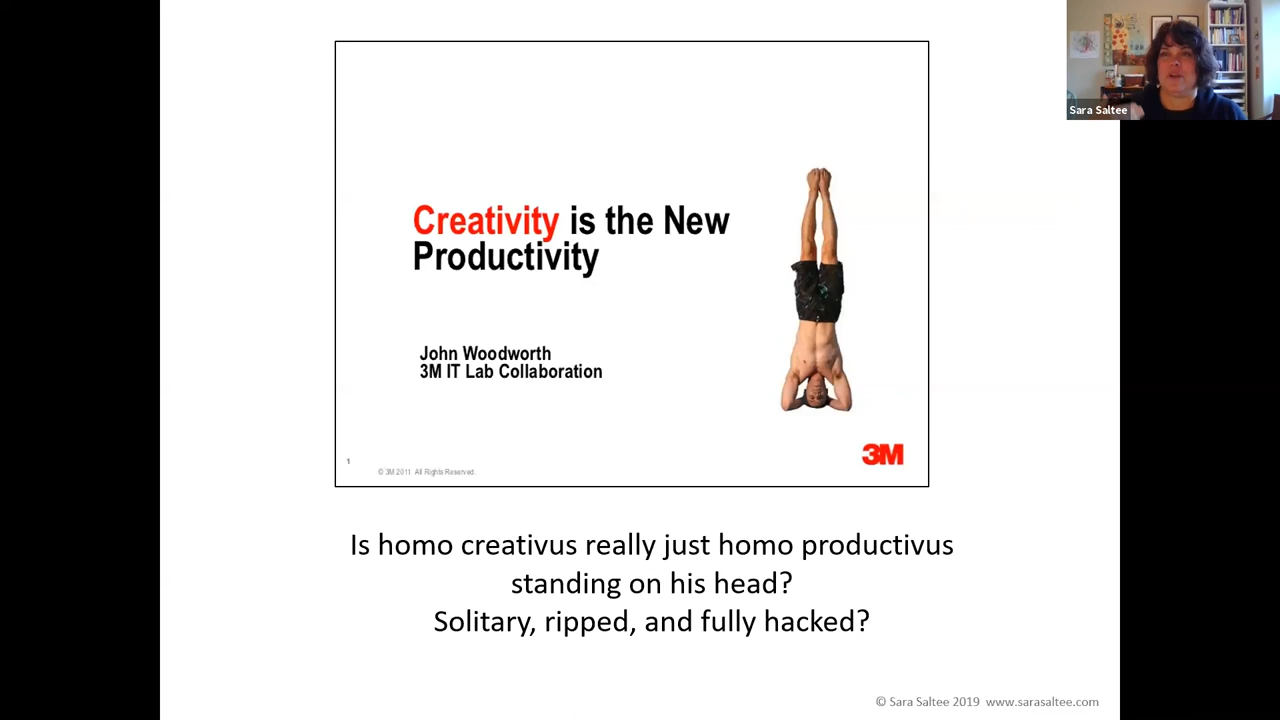 Sara Saltee
Creativity is the New
Productivity
John Woodworth
3M IT Lab Collaboration
3M
1
© 3M 2011 All Rights Reserved.
Is homo creativus really just homo productivus
standing on his head?
Solitary, ripped, and fully hacked?
© Sara Saltee 2019 www.sarasaltee.com